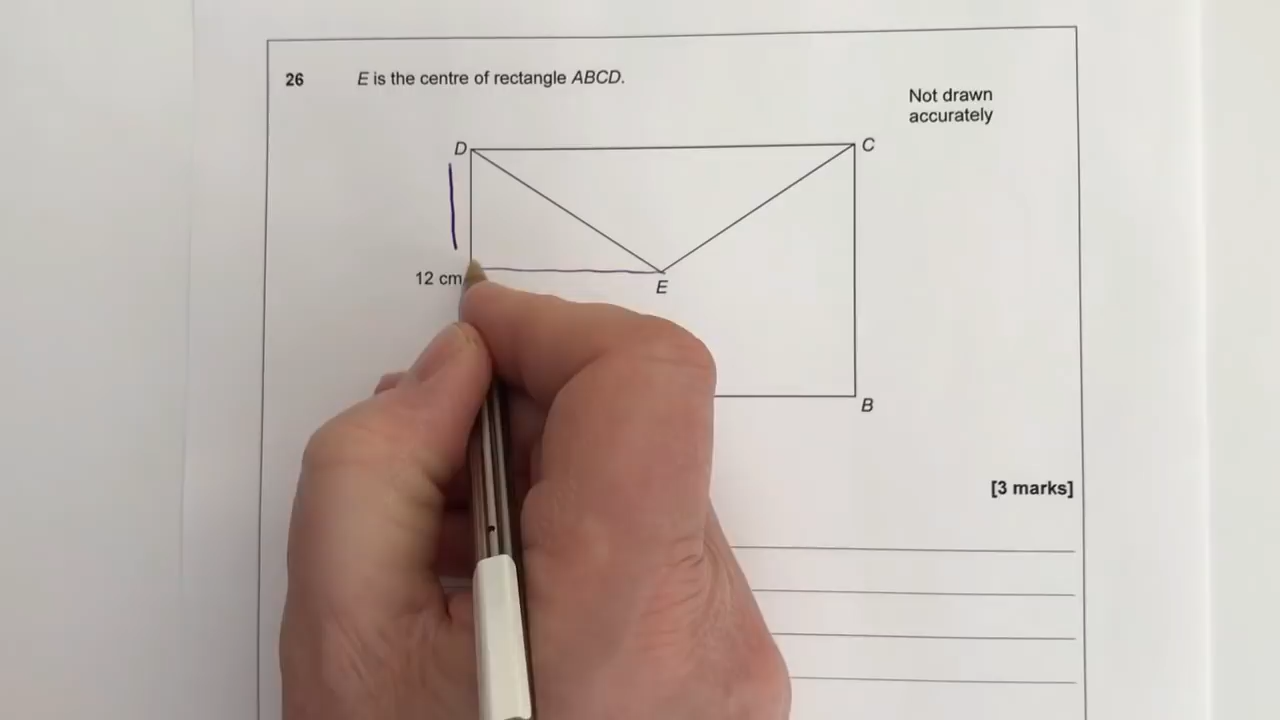 26 E is the centre of rectangle ABCD.
Not drawn
accurately
D
C
12 cm
E
B
[3 marks]